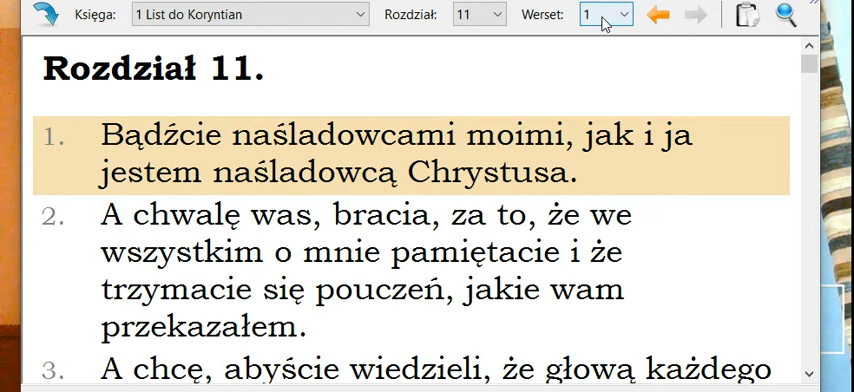 Księga: 1 List do Koryntian Rozdział: 11 Werset: 1
Rozdział 11.
1. Bądźcie naśladowcami moimi, jak i ja
jestem naśladowcą Chrystusa.
2. A chwalę was, bracia, za to, że we
wszystkim o mnie pamiętacie i że
trzymacie się pouczeń, jakie wam
przekazałem.
3. A chcę, abyście wiedzieli, że głową każdego